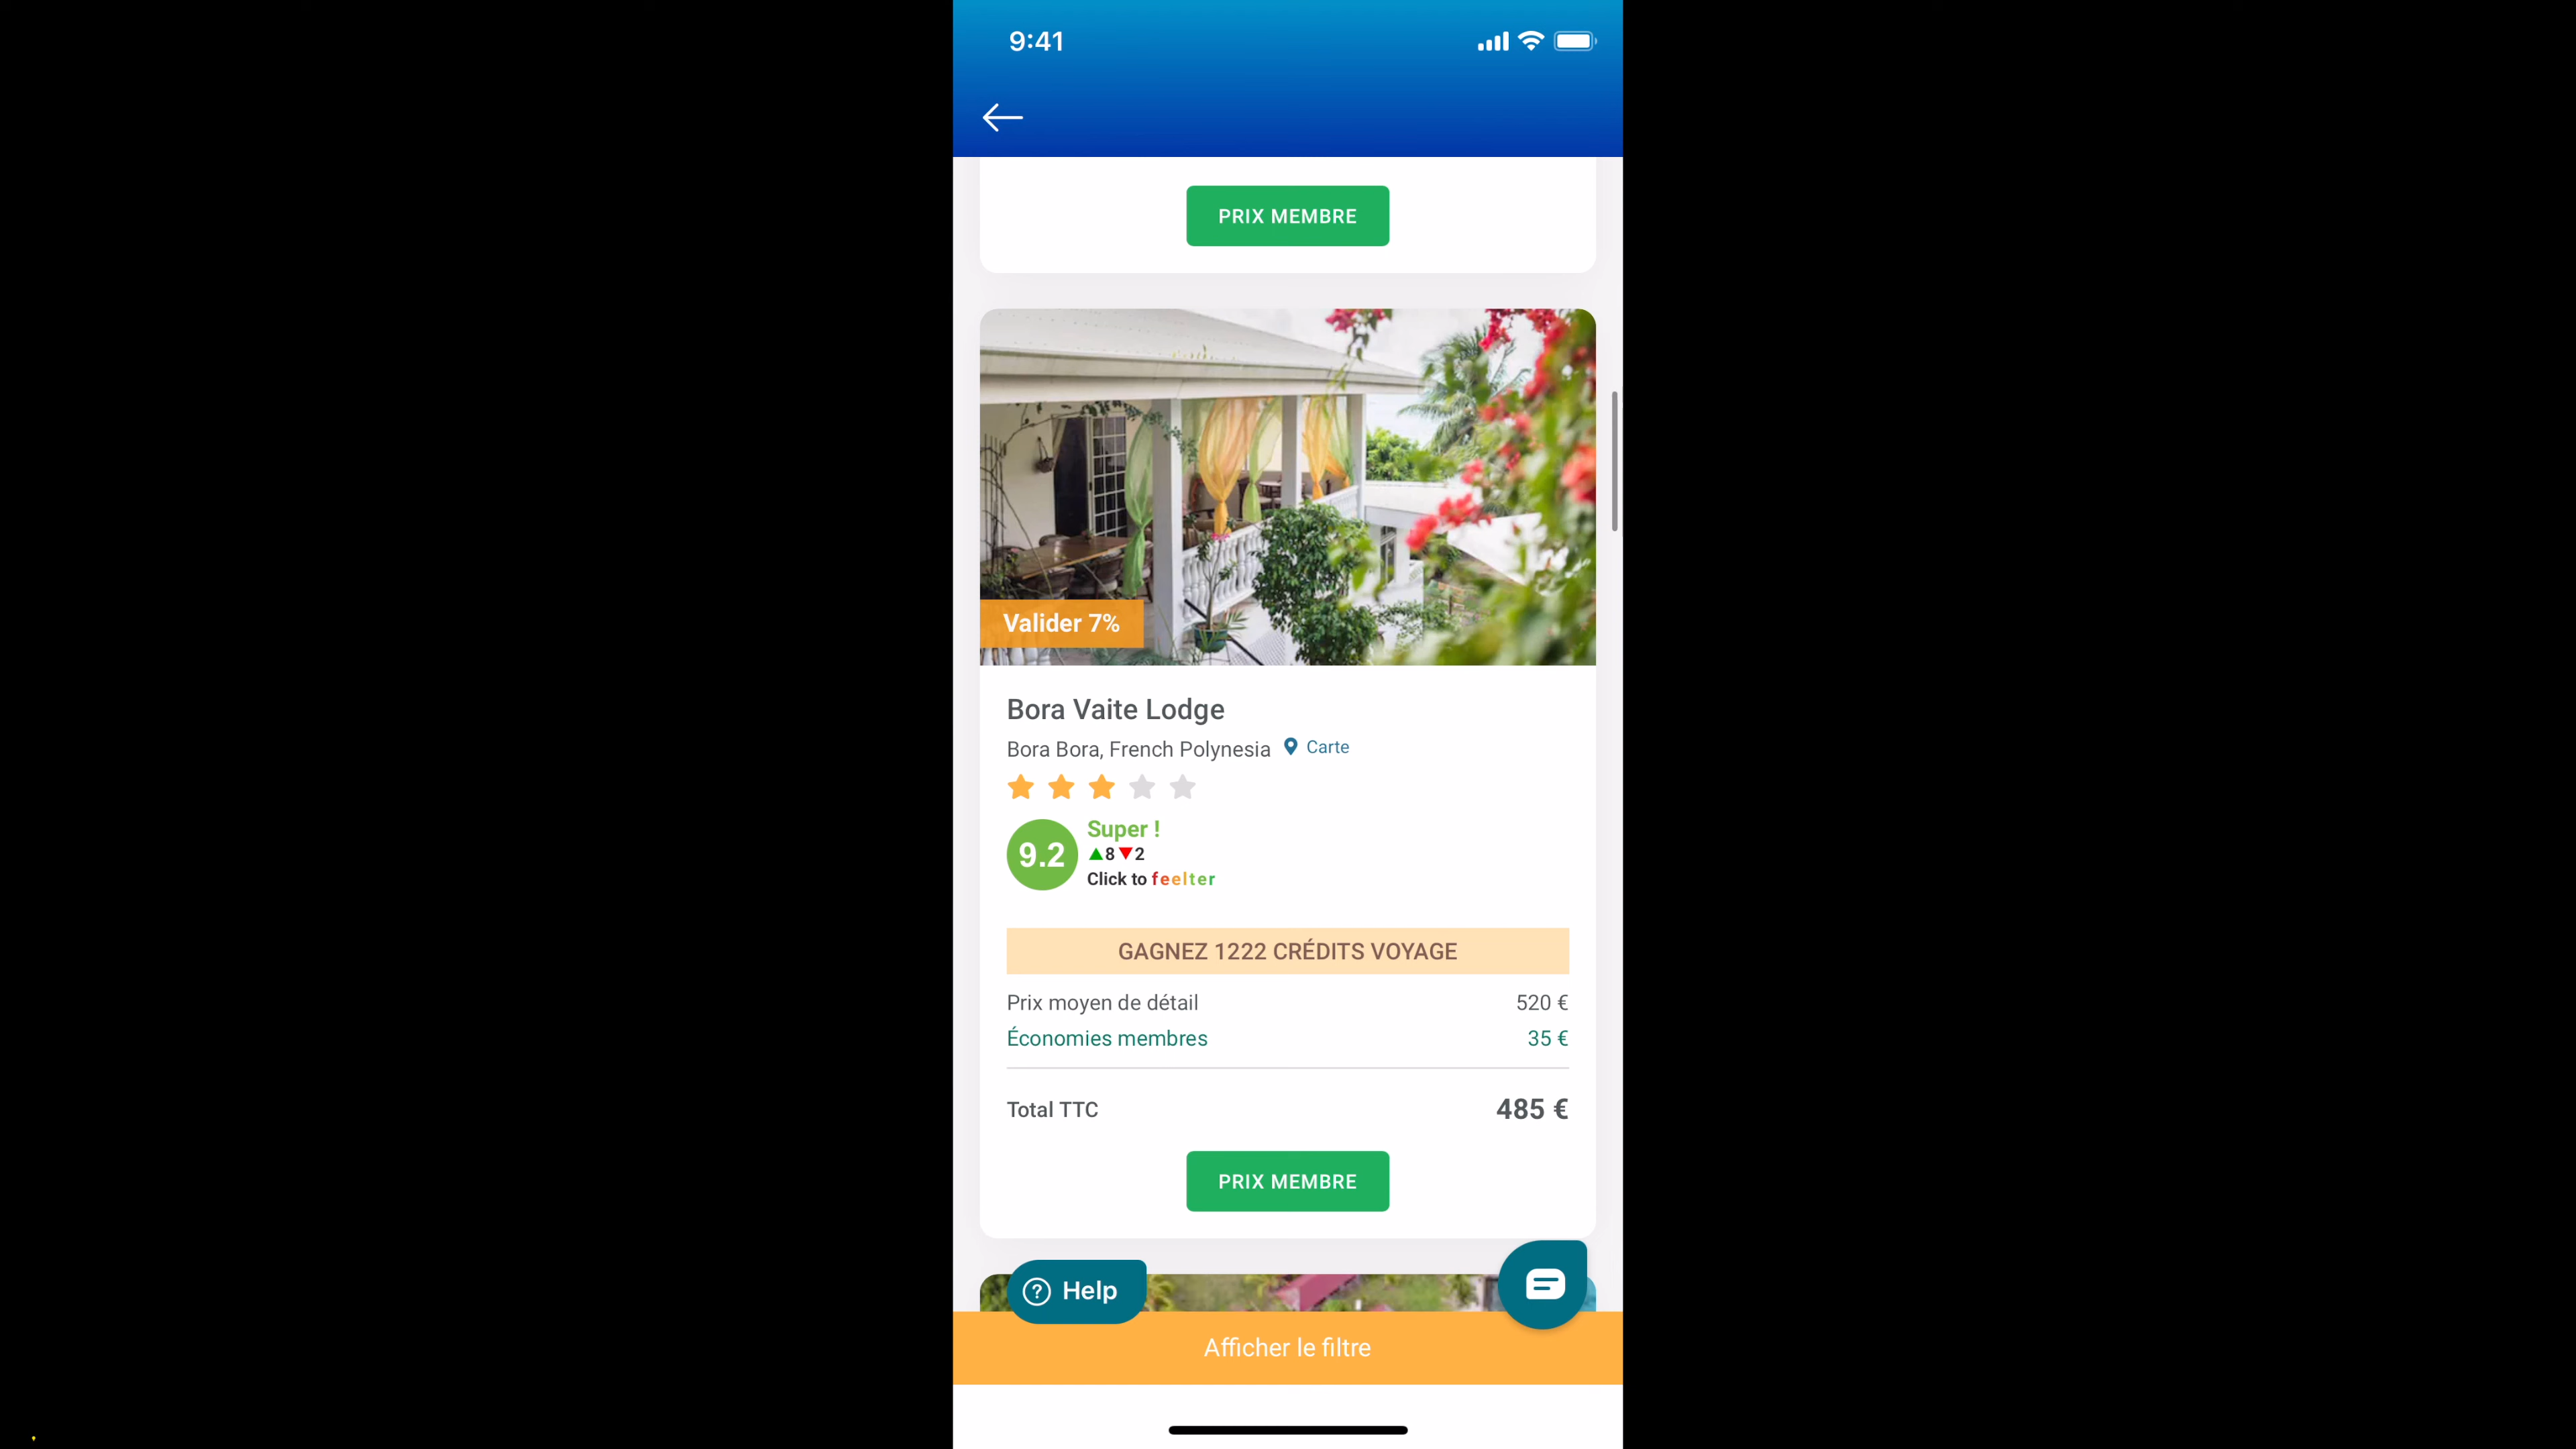 9:41
PRIX MEMBRE
Valider 7%
Bora Vaite Lodge
Bora Bora, French Polynesia Carte
9.2
Super !
▲8 ▼2
Click to feelter
GAGNEZ 1222 CRÉDITS VOYAGE
Prix moyen de détail 520 €
Économies membres 35 €
Total TTC 485 €
PRIX MEMBRE
? Help
Afficher le filtre